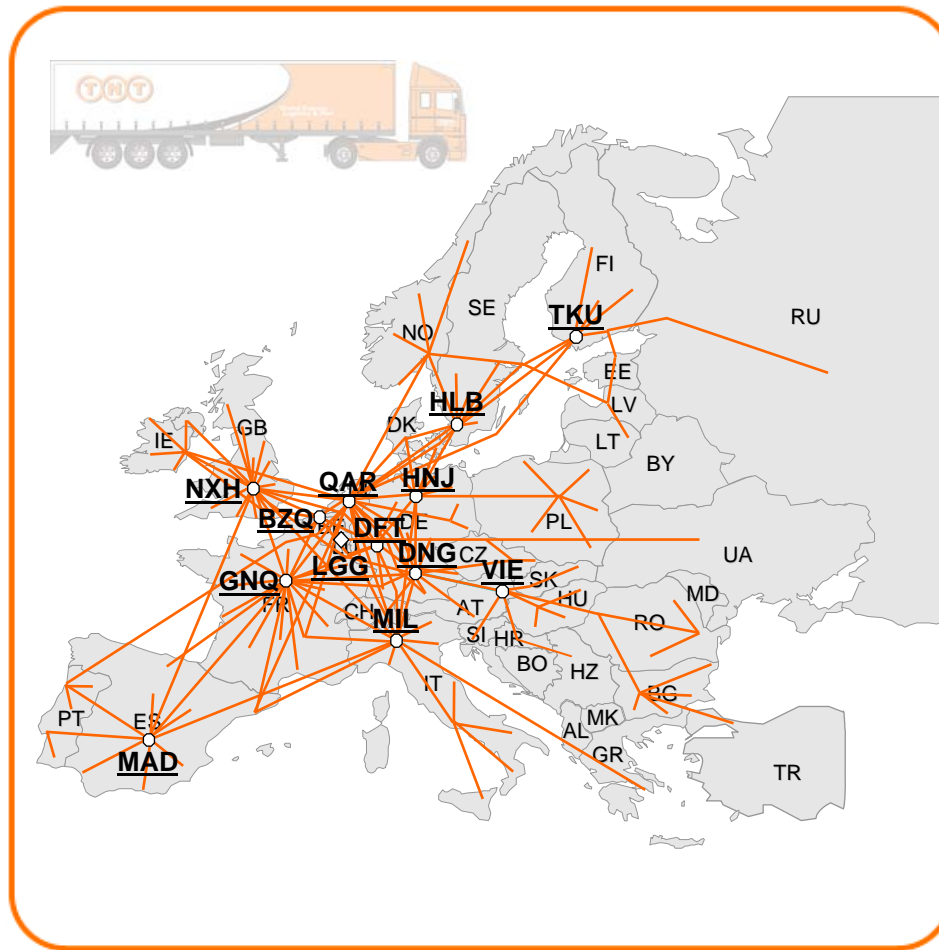 TNT
FI
SE
TKU
RU
NO
EE
HLB
LV
DK
GB
IE
LT
BY
QAR
HNJ
NXH
BZQ
PL
DFT
DE
UA
LGG
DNG
CZ
GNQ
VIE
SK
FR
CH
MIL
AT
HU
MD
RO
SI
HR
BO
HZ
IT
BG
PT
ES
MK
AL
MAD
GR
TR